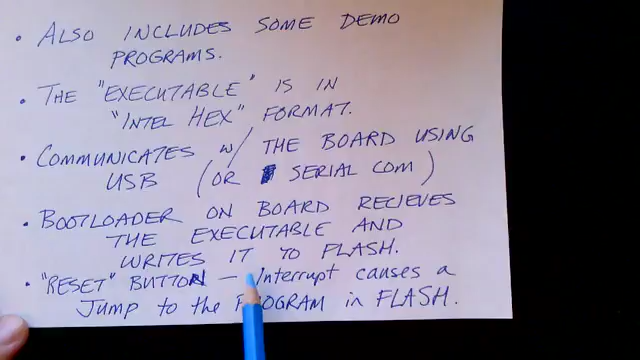 • ALSO INCLUDES SOME DEMO
PROGRAMS.
• THE "EXECUTABLE" IS IN
"INTEL HEX" FORMAT.
• COMMUNICATES W/ THE BOARD USING
USB (OR SERIAL COM)
• BOOTLOADER ON BOARD RECIEVES
THE EXECUTABLE AND
WRITES IT TO FLASH.
• "RESET" BUTTON – Interrupt causes a
Jump to the PROGRAM in FLASH.